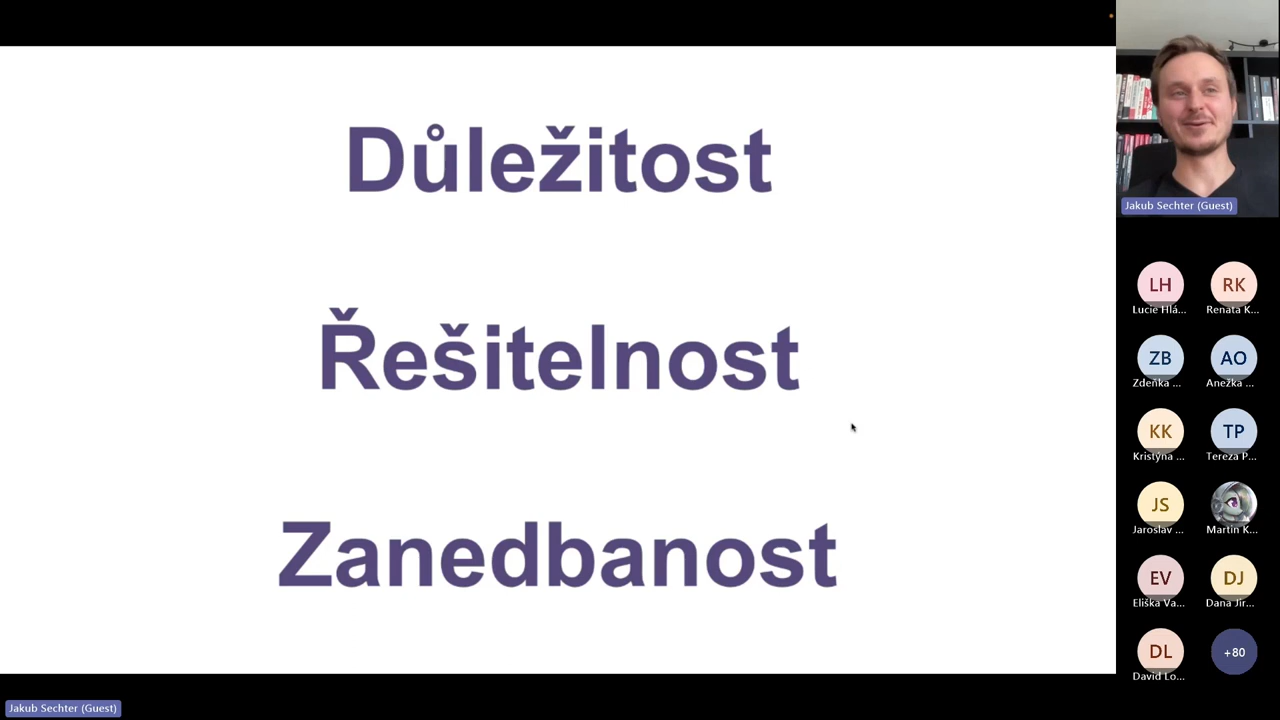 Důležitost
Řešitelnost
Zanedbanost
Jakub Sechter (Guest)
LH
RK
Lucie Hlá...
Renata K...
ZB
AO
Zdeňka ...
Anežka ...
KK
TP
Kristýna ...
Tereza P...
JS
Jaroslav ...
Martin K...
EV
DJ
Eliška Va...
Dana Jir...
DL
+80
David Lo...
Jakub Sechter (Guest)